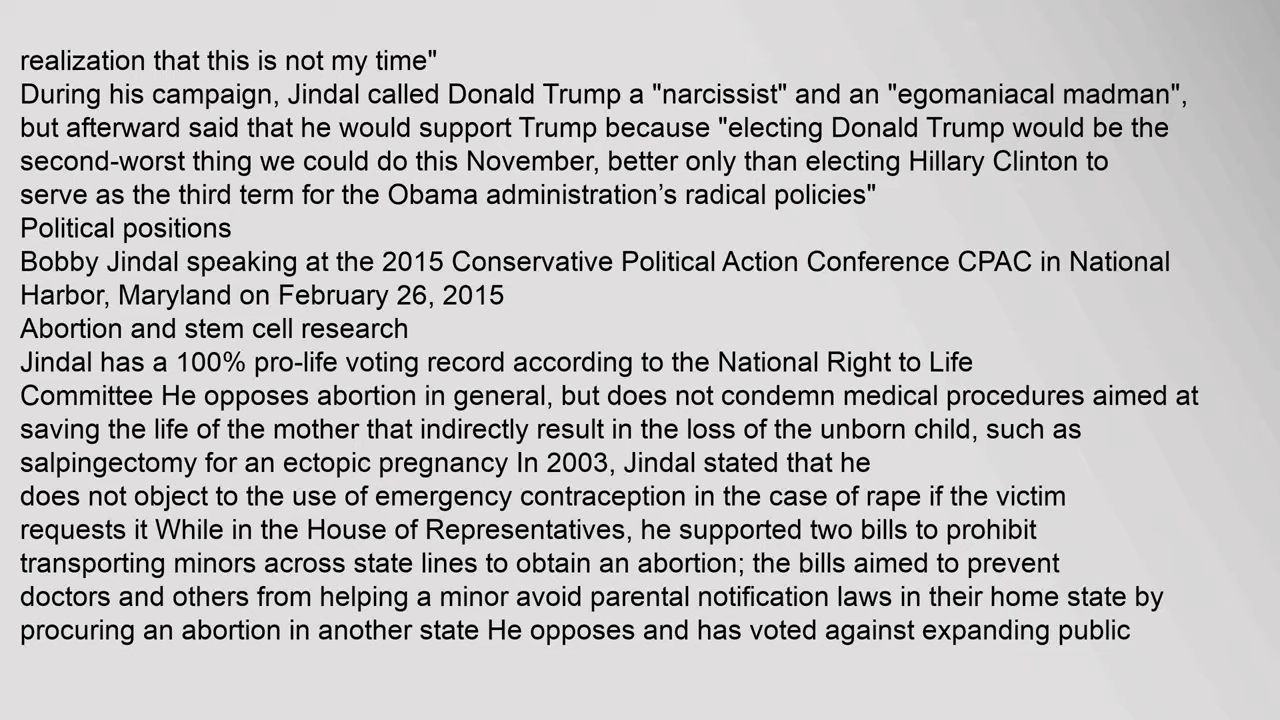 realization that this is not my time"
During his campaign, Jindal called Donald Trump a "narcissist" and an "egomaniacal madman",
but afterward said that he would support Trump because "electing Donald Trump would be the
second-worst thing we could do this November, better only than electing Hillary Clinton to
serve as the third term for the Obama administration’s radical policies"
Political positions
Bobby Jindal speaking at the 2015 Conservative Political Action Conference CPAC in National
Harbor, Maryland on February 26, 2015
Abortion and stem cell research
Jindal has a 100% pro-life voting record according to the National Right to Life
Committee He opposes abortion in general, but does not condemn medical procedures aimed at
saving the life of the mother that indirectly result in the loss of the unborn child, such as
salpingectomy for an ectopic pregnancy In 2003, Jindal stated that he
does not object to the use of emergency contraception in the case of rape if the victim
requests it While in the House of Representatives, he supported two bills to prohibit
transporting minors across state lines to obtain an abortion; the bills aimed to prevent
doctors and others from helping a minor avoid parental notification laws in their home state by
procuring an abortion in another state He opposes and has voted against expanding public